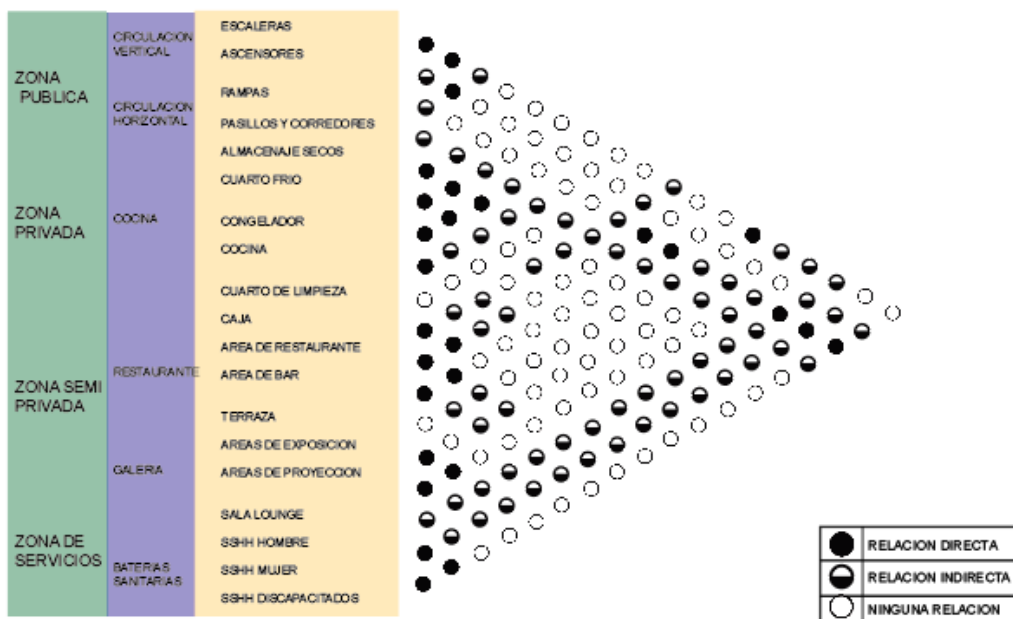 ZONA
PUBLICA
CIRCULACION
VERTICAL
ESCALERAS
ASCENSORES
CIRCULACION
HORIZONTAL
RAMPAS
PASILLOS Y CORREDORES
ALMACENAJE SECOS
CUARTO FRIO
ZONA
PRIVADA
COCINA
CONGELADOR
COCINA
CUARTO DE LIMPIEZA
CAJA
AREA DE RESTAURANTE
ZONA SEMI
PRIVADA
RESTAURANTE
AREA DE BAR
TERRAZA
AREAS DE EXPOSICION
GALERIA
AREAS DE PROYECCION
SALA LOUNGE
ZONA DE
SERVICIOS
SSHH HOMBRE
BATERIAS
SANITARIAS
SSHH MUJER
SSHH DISCAPACITADOS
RELACION DIRECTA
RELACION INDIRECTA
NINGUNA RELACION